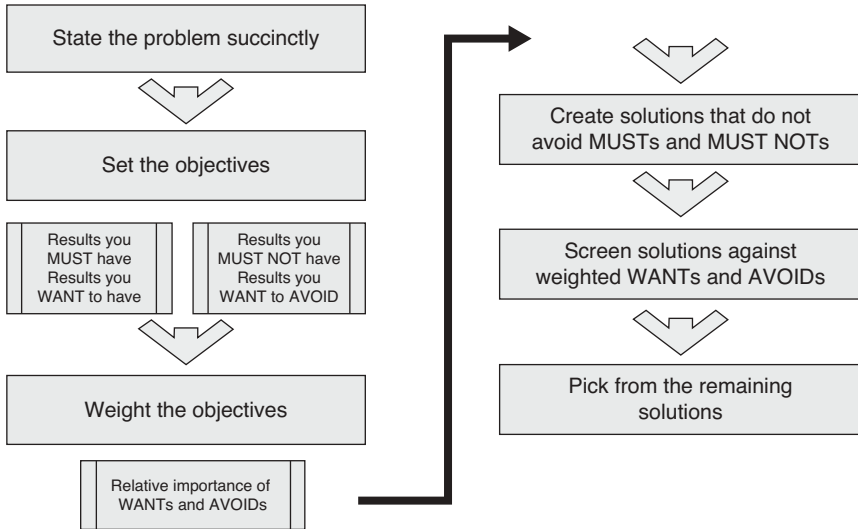 State the problem succinctly
Set the objectives
Results you
MUST have
Results you
WANT to have
Results you
MUST NOT have
Results you
WANT to AVOID
Weight the objectives
Relative importance of
WANTs and AVOIDs
Create solutions that do not
avoid MUSTs and MUST NOTs
Screen solutions against
weighted WANTs and AVOIDs
Pick from the remaining
solutions